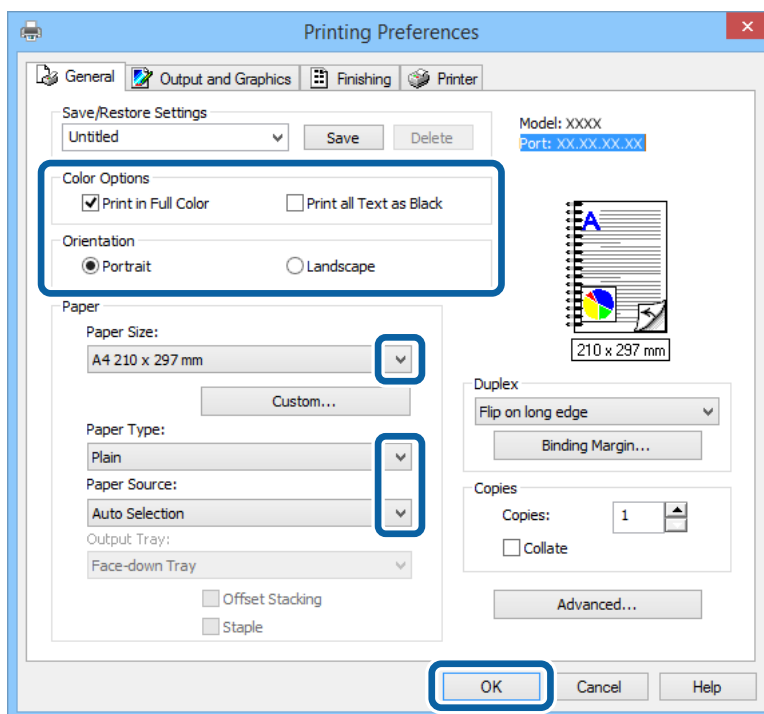 Printing Preferences
General
Output and Graphics
Finishing
Printer
Save/Restore Settings
Untitled
Save
Delete
Model: XXXX
Port: XX.XX.XX.XX
Color Options
Print in Full Color
Print all Text as Black
Orientation
Portrait
Landscape
A
210 x 297 mm
Paper
Paper Size:
A4 210 x 297 mm
Custom...
Paper Type:
Plain
Paper Source:
Auto Selection
Output Tray:
Face-down Tray
Offset Stacking
Staple
Duplex
Flip on long edge
Binding Margin...
Copies
Copies:
1
Collate
Advanced...
OK
Cancel
Help